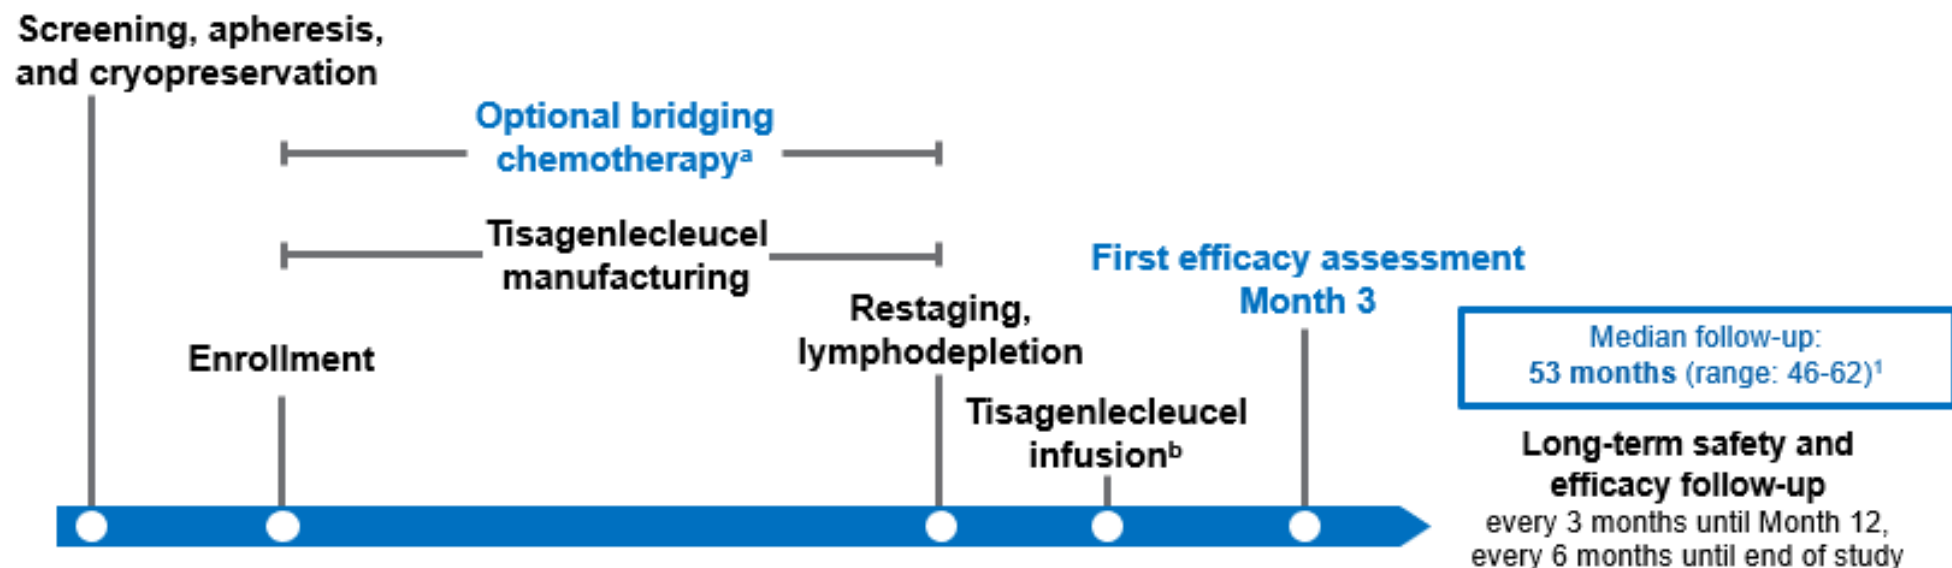 Screening, apheresis,
and cryopreservation
Optional bridging
chemotherapyᵃ
Tisagenlecleucel
manufacturing
Enrollment
Restaging,
lymphodepletion
Tisagenlecleucel
infusionᵇ
First efficacy assessment
Month 3
Median follow-up:
53 months (range: 46-62)¹
Long-term safety and
efficacy follow-up
every 3 months until Month 12,
every 6 months until end of study